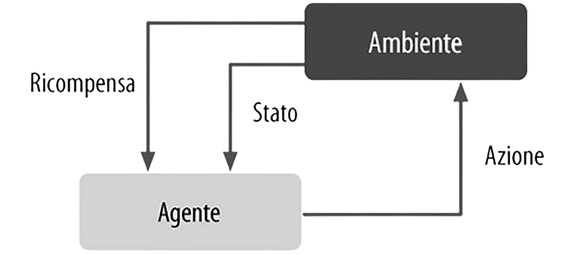 Ambiente
Ricompensa
Stato
Azione
Agente